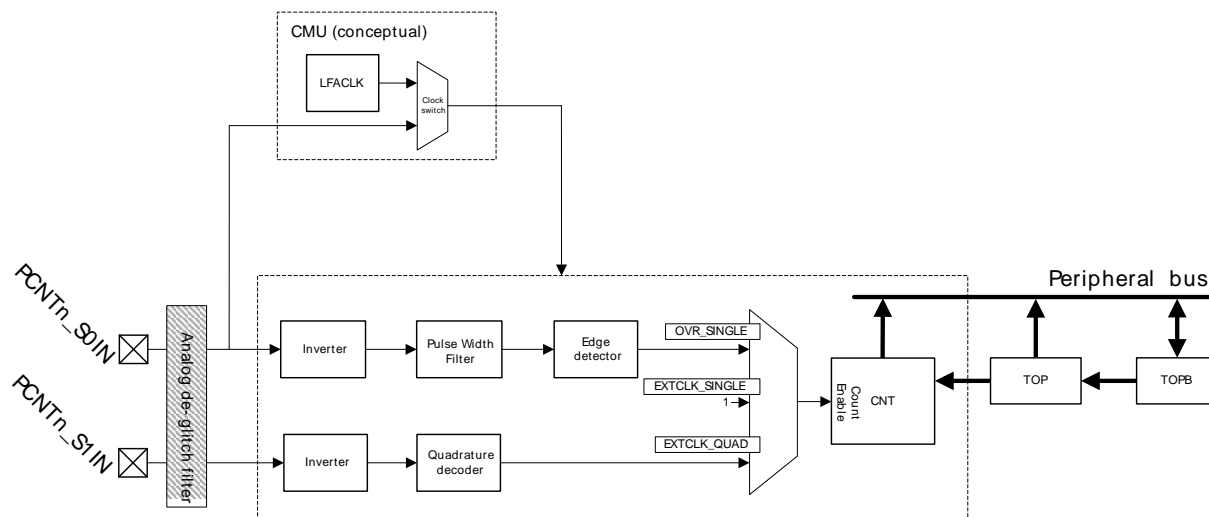 CMU (conceptual)
LFACLK
Clock
switch
Peripheral bus
PCNTn_S0IN
PCNTn_S1IN
Analog de-glitch filter
Inverter
Pulse Width
Filter
Edge
detector
OVR_SINGLE
EXTCLK_SINGLE
1
EXTCLK_QUAD
Inverter
Quadrature
decoder
Count
Enable
CNT
TOP
TOPB